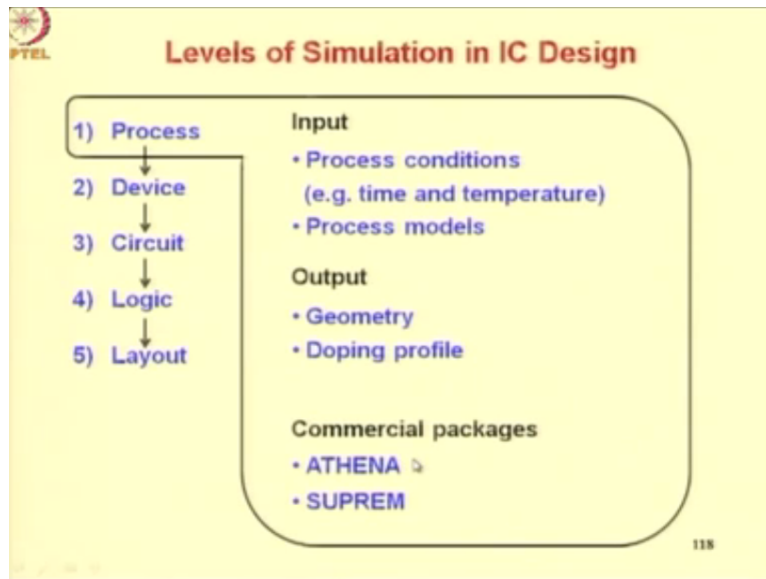 PTEL
Levels of Simulation in IC Design
1) Process
2) Device
3) Circuit
4) Logic
5) Layout
Input
• Process conditions
(e.g. time and temperature)
• Process models
Output
• Geometry
• Doping profile
Commercial packages
• ATHENA
• SUPREM
118